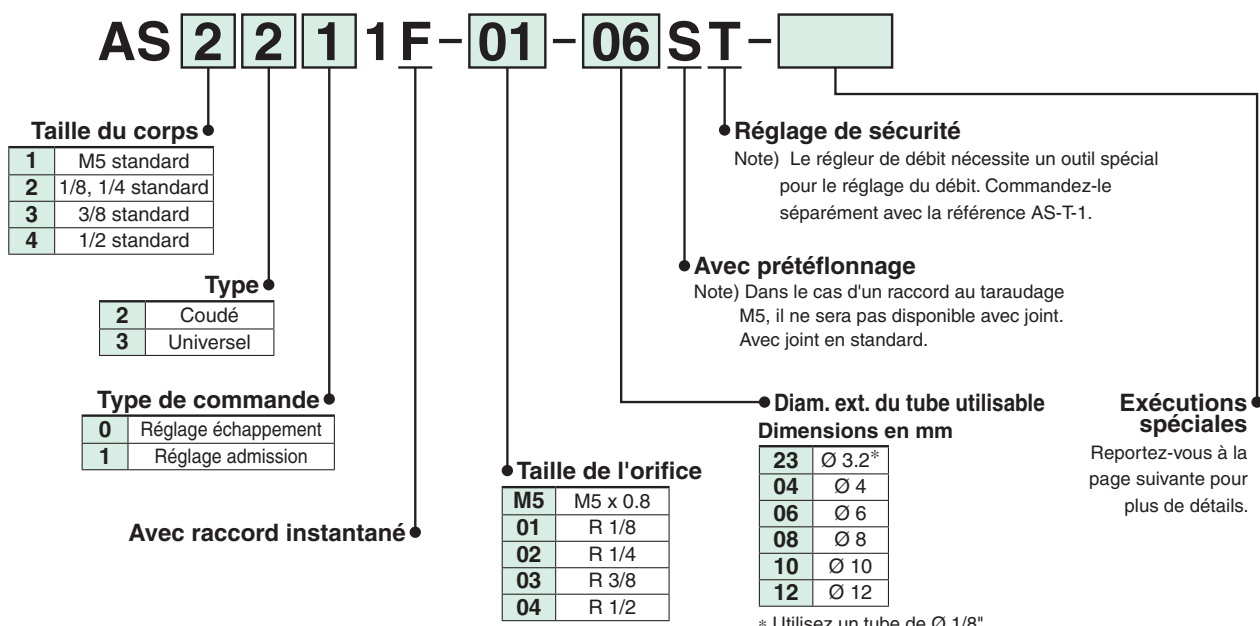 AS 2 2 1 1 F - 01 - 06 S T -
Taille du corps
1 M5 standard
2 1/8, 1/4 standard
3 3/8 standard
4 1/2 standard
Type
2 Coudé
3 Universel
Type de commande
0 Réglage échappement
1 Réglage admission
Avec raccord instantané
Taille de l'orifice
M5 M5 x 0.8
01 R 1/8
02 R 1/4
03 R 3/8
04 R 1/2
Réglage de sécurité
Note) Le régleur de débit nécessite un outil spécial
pour le réglage du débit. Commandez-le
séparément avec la référence AS-T-1.
Avec prétéflonnage
Note) Dans le cas d'un raccord au taraudage
M5, il ne sera pas disponible avec joint.
Avec joint en standard.
Diam. ext. du tube utilisable
Dimensions en mm
23 Ø 3.2*
04 Ø 4
06 Ø 6
08 Ø 8
10 Ø 10
12 Ø 12
* Utilisez un tube de Ø 1/8"
Exécutions
spéciales
Reportez-vous à la
page suivante pour
plus de détails.